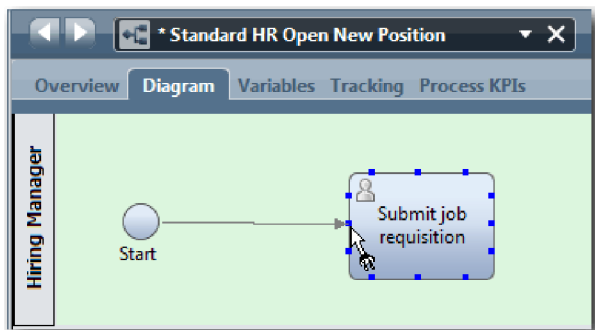 * Standard HR Open New Position
Overview Diagram Variables Tracking Process KPIs
Hiring Manager
Start
Submit job
requisition